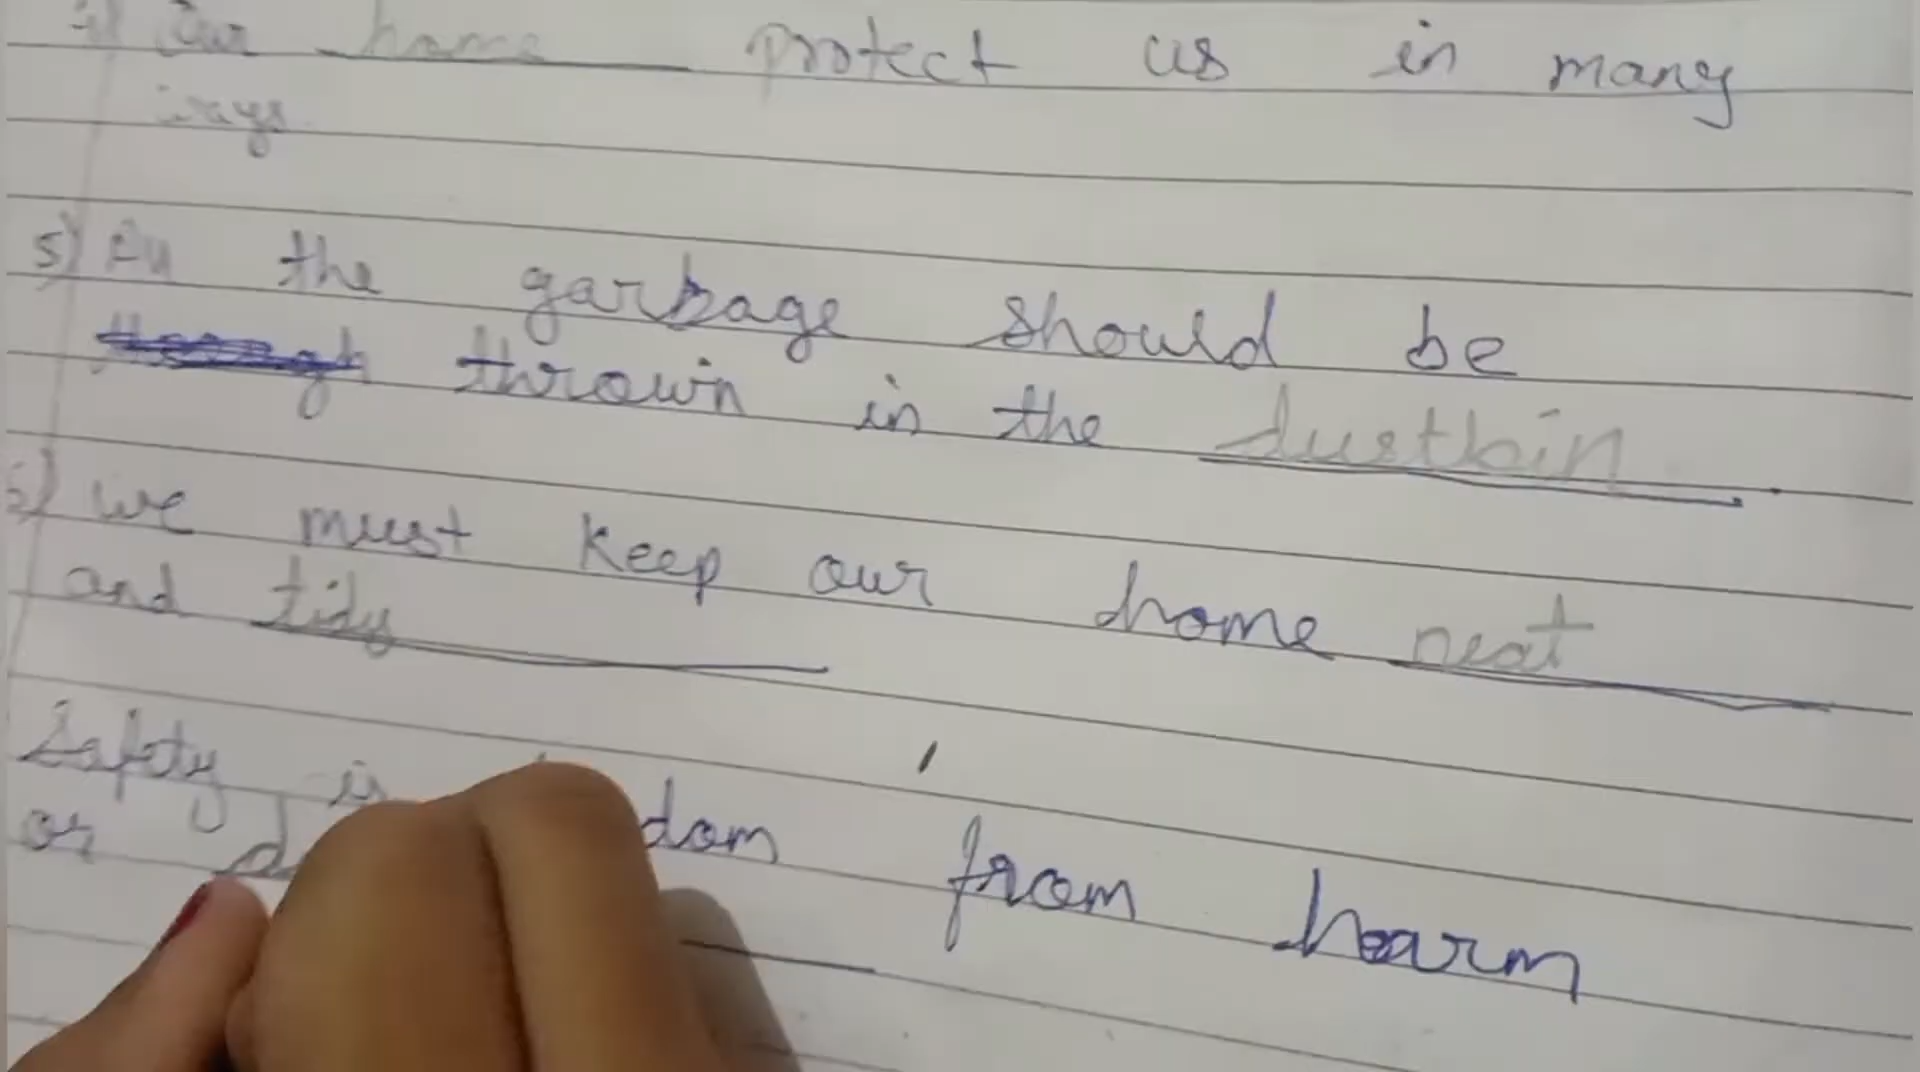 4) Our home protect us in many
ways
5) All the garbage should be
thrown in the dustbin.
6) we must keep our home neat
and tidy
Safety is dom from harm
or d